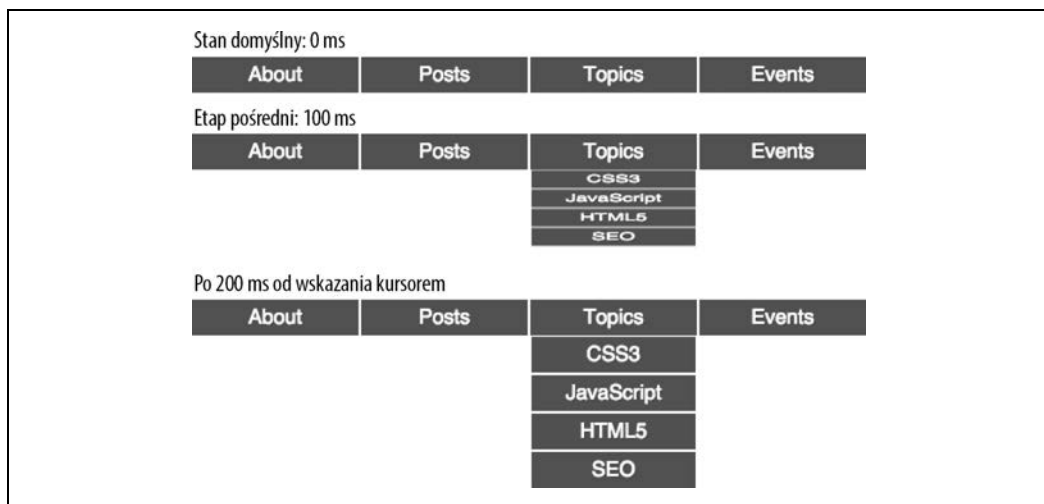 Stan domyślny: 0 ms
About Posts Topics Events
Etap pośredni: 100 ms
About Posts Topics Events
CSS3
JavaScript
HTML5
SEO
Po 200 ms od wskazania kursorem
About Posts Topics Events
CSS3
JavaScript
HTML5
SEO